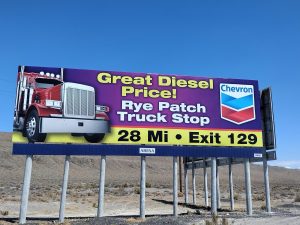 Great Diesel
Price!
Rye Patch
Truck Stop
Chevron
28 Mi • Exit 129